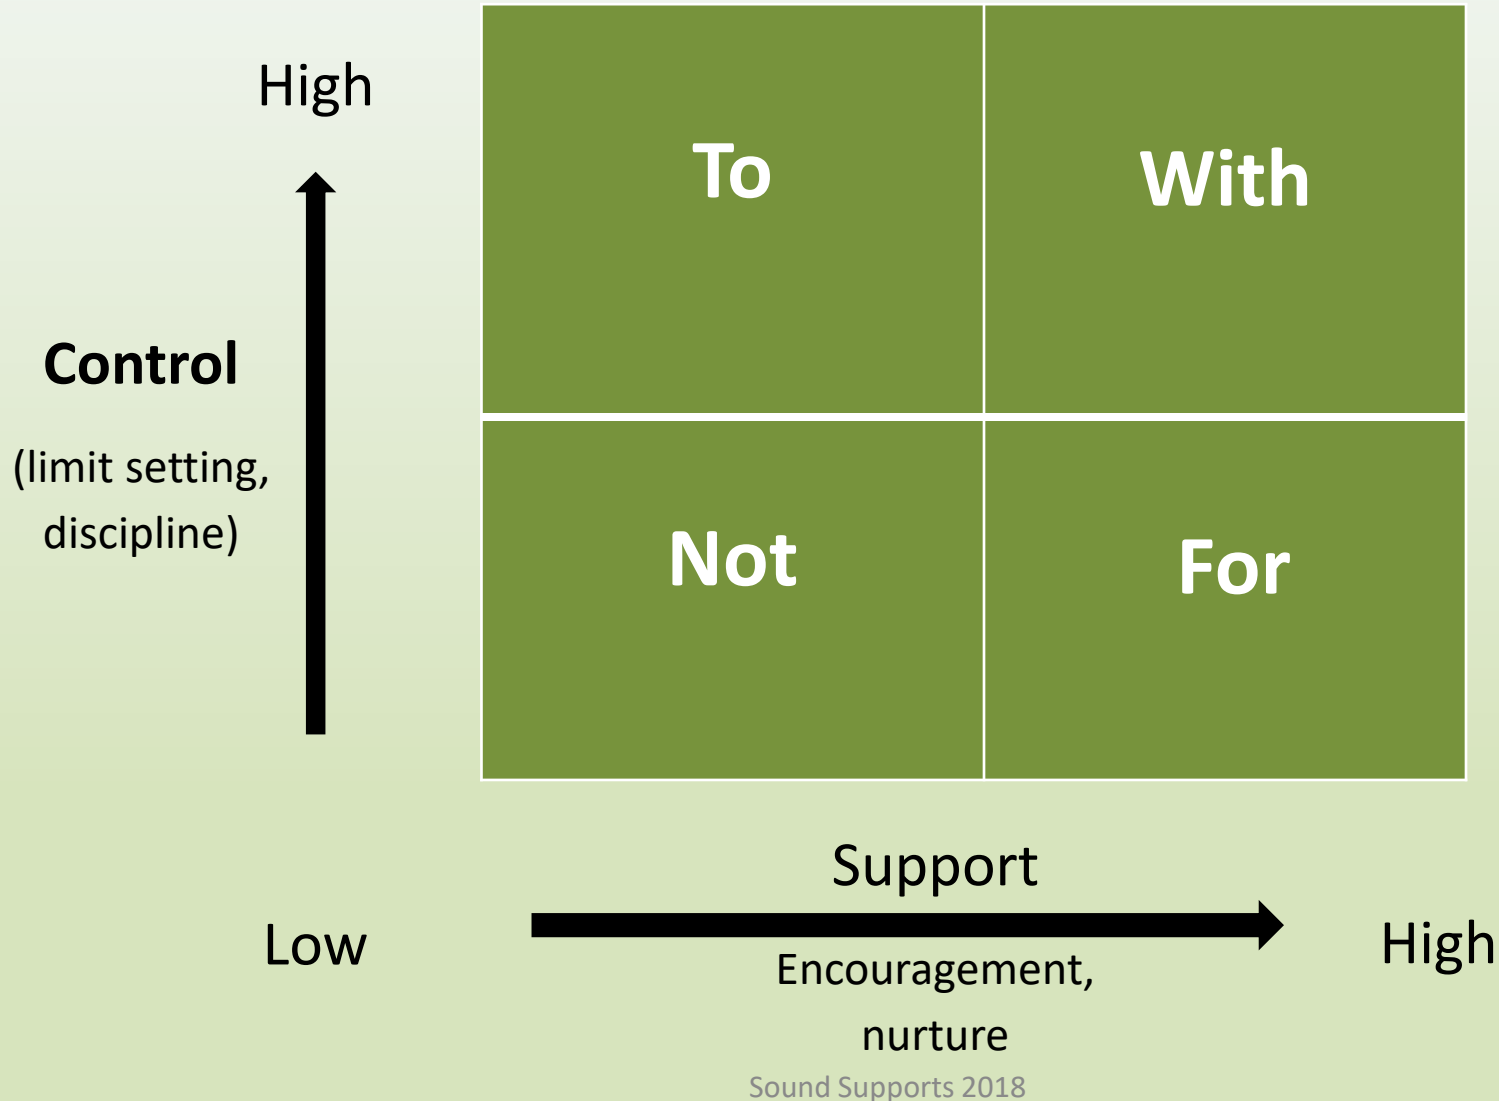 High
To
With
Control
(limit setting,
discipline)
Not
For
Support
Low
High
Encouragement,
nurture
Sound Supports 2018